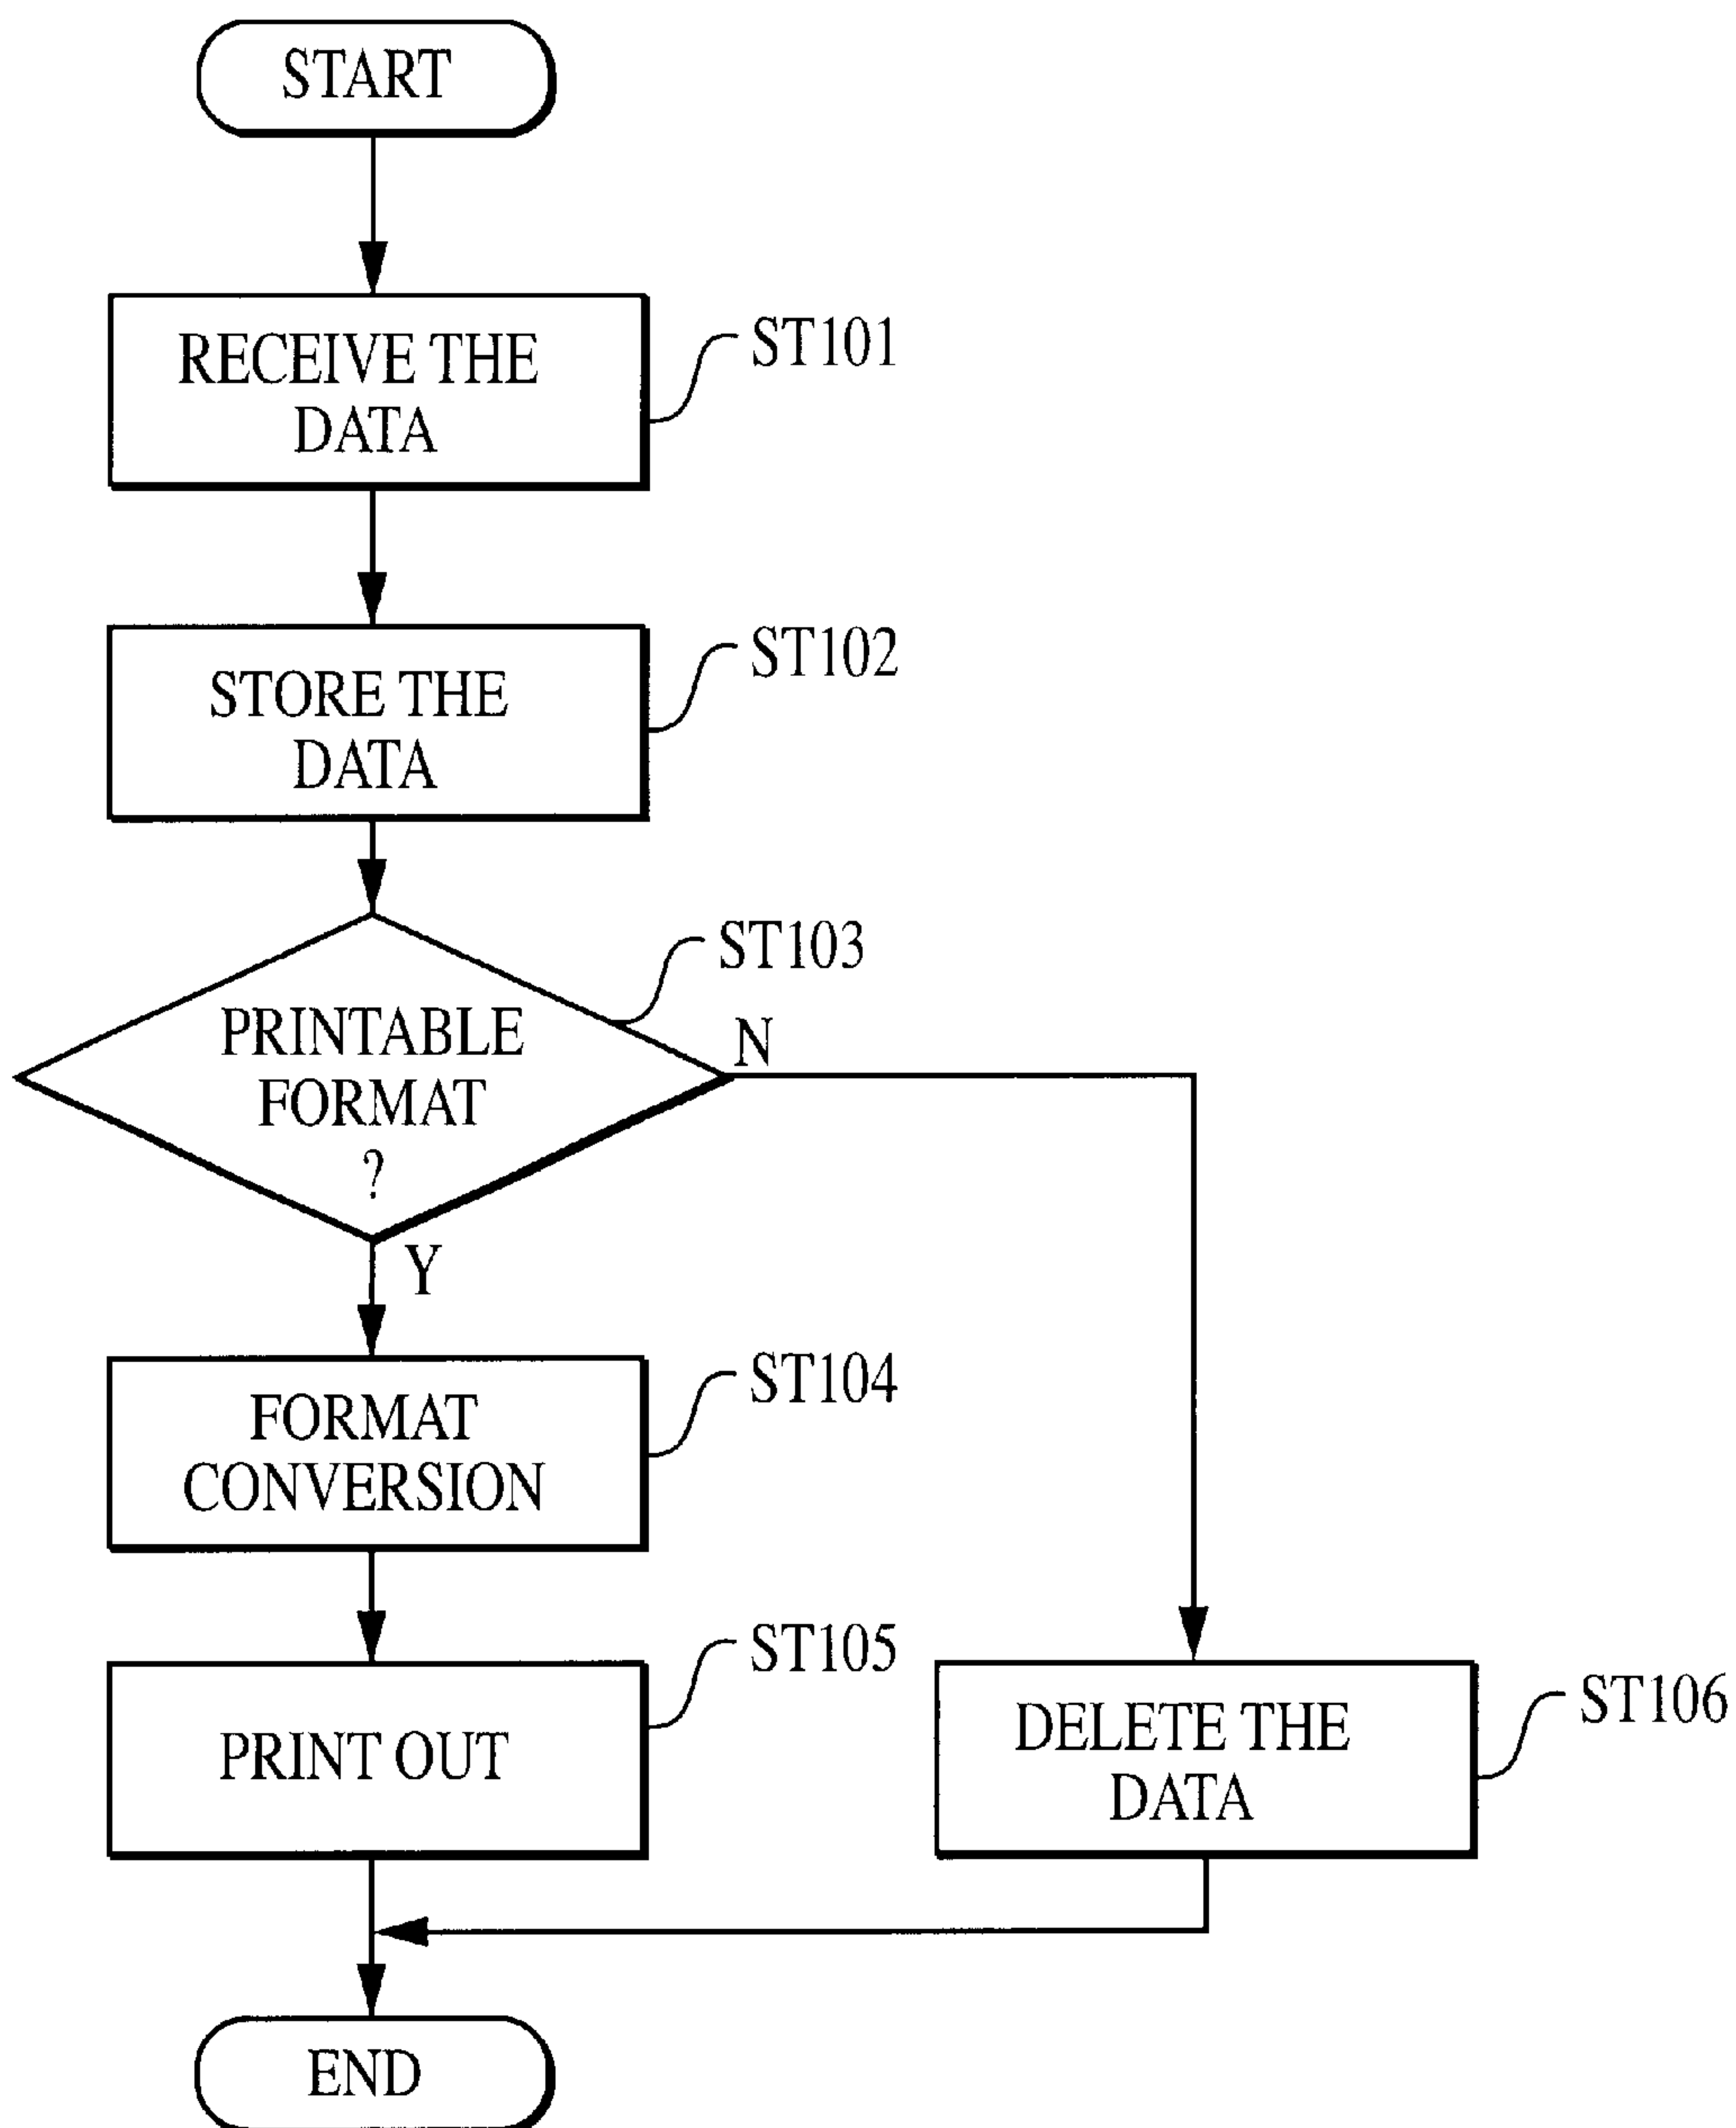 START
RECEIVE THE
DATA
ST101
STORE THE
DATA
ST102
PRINTABLE
FORMAT
?
ST103
N
Y
FORMAT
CONVERSION
ST104
PRINT OUT
ST105
DELETE THE
DATA
ST106
END